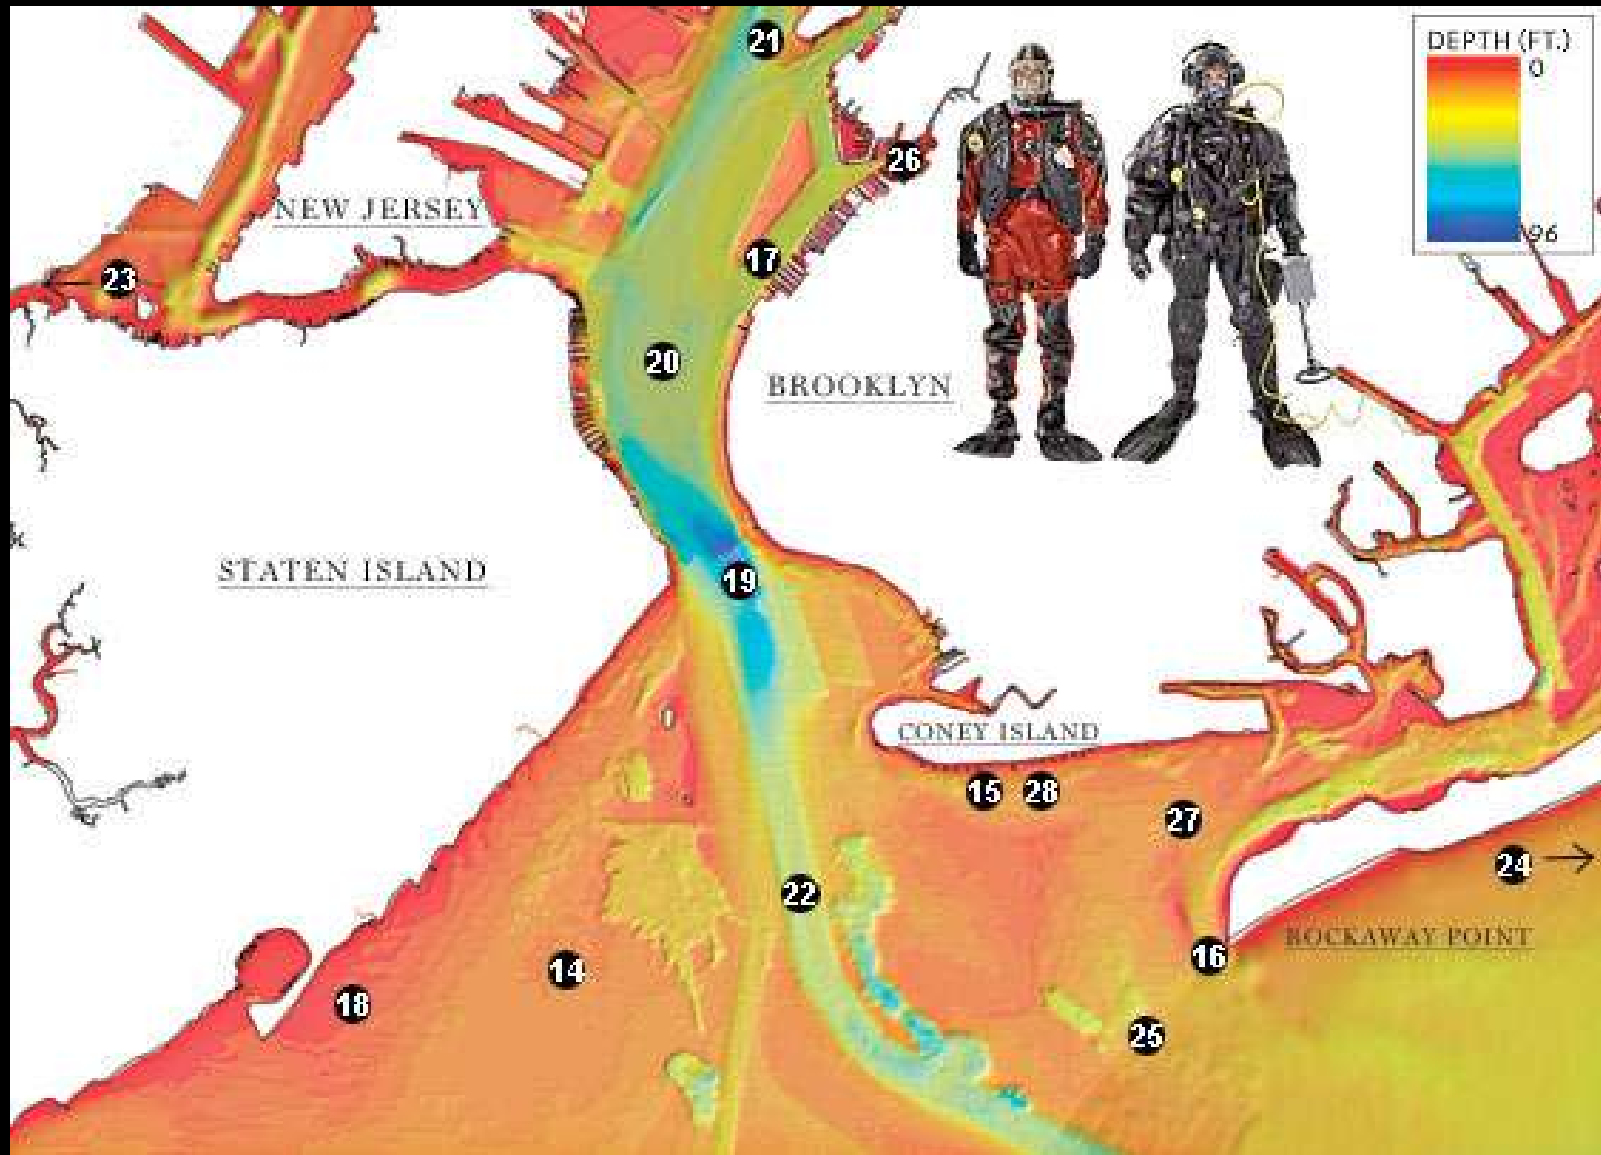 21
DEPTH (FT.)
0
96
26
NEW JERSEY
17
23
20
BROOKLYN
19
STATEN ISLAND
CONEY ISLAND
15
28
27
24
22
ROCKAWAY POINT
16
14
18
25